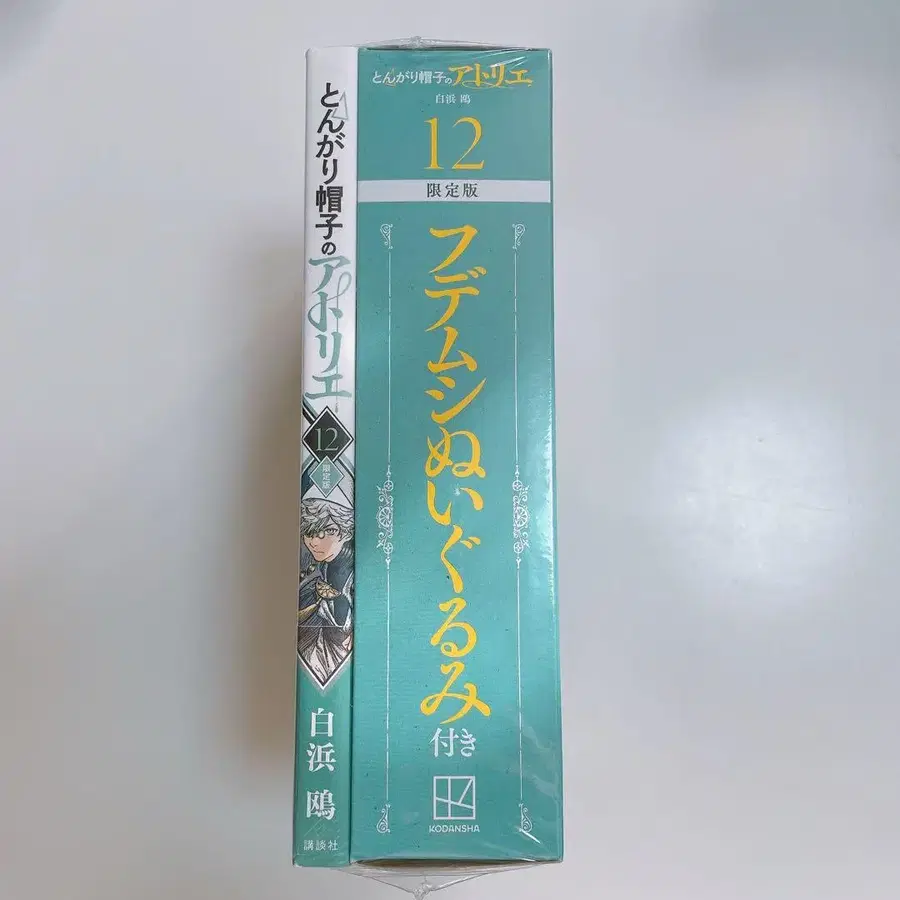 とんがり帽子のアトリエ
12
限定版
白浜 鴎
講談社
とんがり帽子のアトリエ
白浜 鴎
12
限定版
フデムシぬいぐるみ
付き
KODANSHA